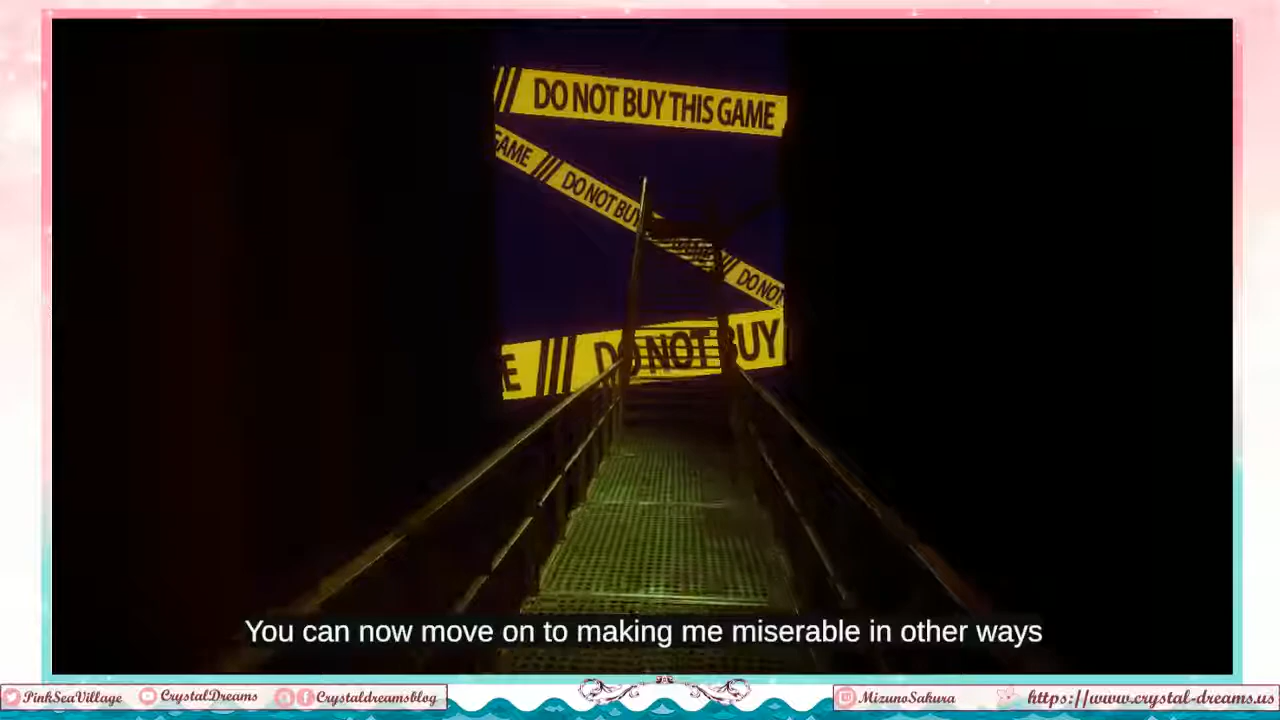 DO NOT BUY THIS GAME
GAME /// DO NOT BUY
/// DO NOT
E /// DO NOT BUY
You can now move on to making me miserable in other ways
PinkSeaVillage CrystalDreams Crystaldreamsblog MizunoSakura https://www.crystal-dreams.us